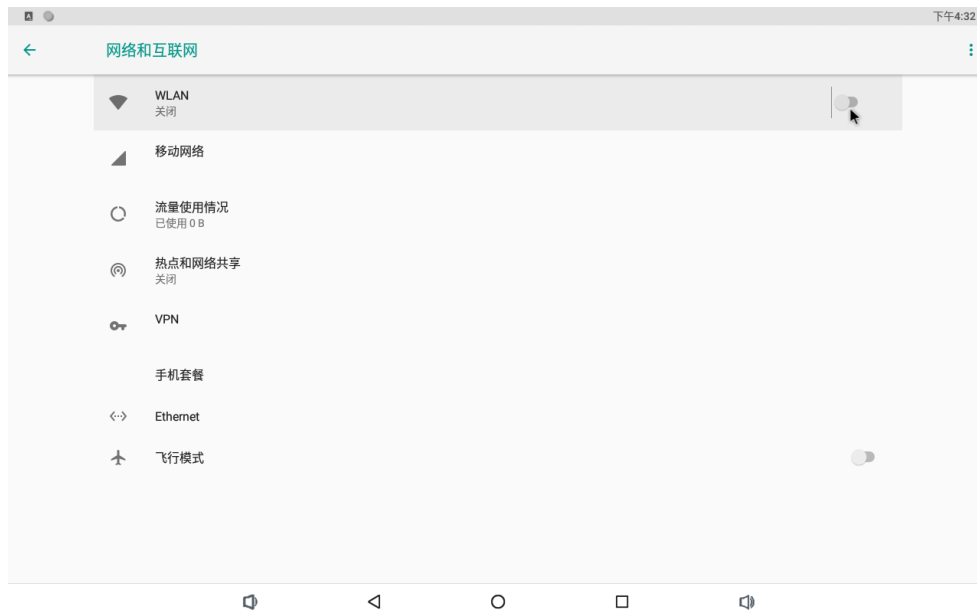 A
下午4:32
网络和互联网
WLAN
关闭
移动网络
流量使用情况
已使用 0 B
热点和网络共享
关闭
VPN
手机套餐
Ethernet
飞行模式